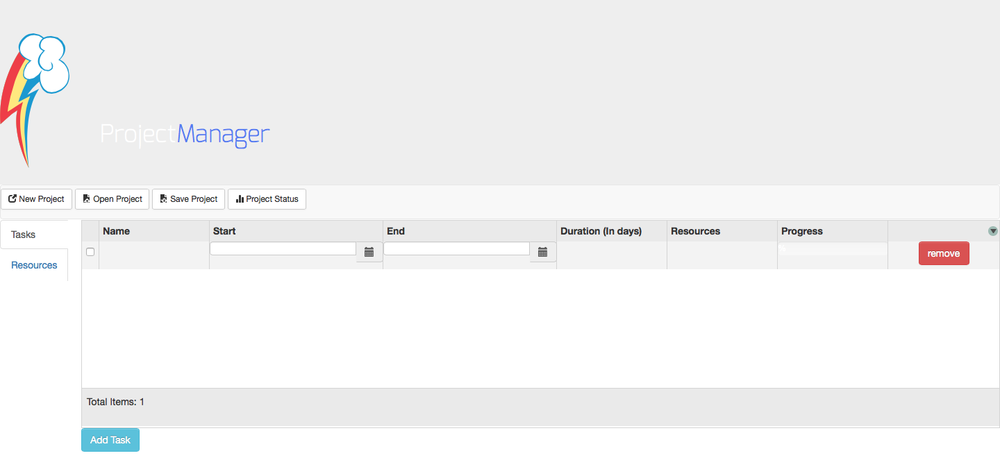 ProjectManager
New Project Open Project Save Project Project Status
Tasks
Resources
Name Start End Duration (In days) Resources Progress
% remove
Total Items: 1
Add Task